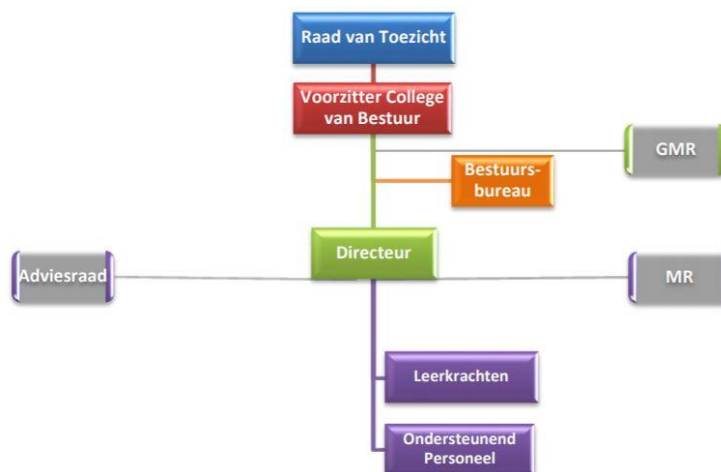 Raad van Toezicht
Voorzitter College
van Bestuur
GMR
Bestuurs-
bureau
Directeur
Adviesraad
MR
Leerkrachten
Ondersteunend
Personeel